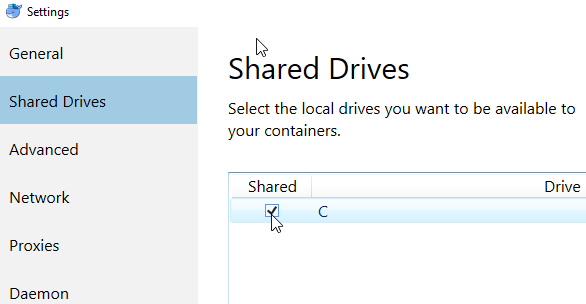 Settings
General
Shared Drives
Advanced
Network
Proxies
Daemon
Shared Drives
Select the local drives you want to be available to
your containers.
Shared Drive
C